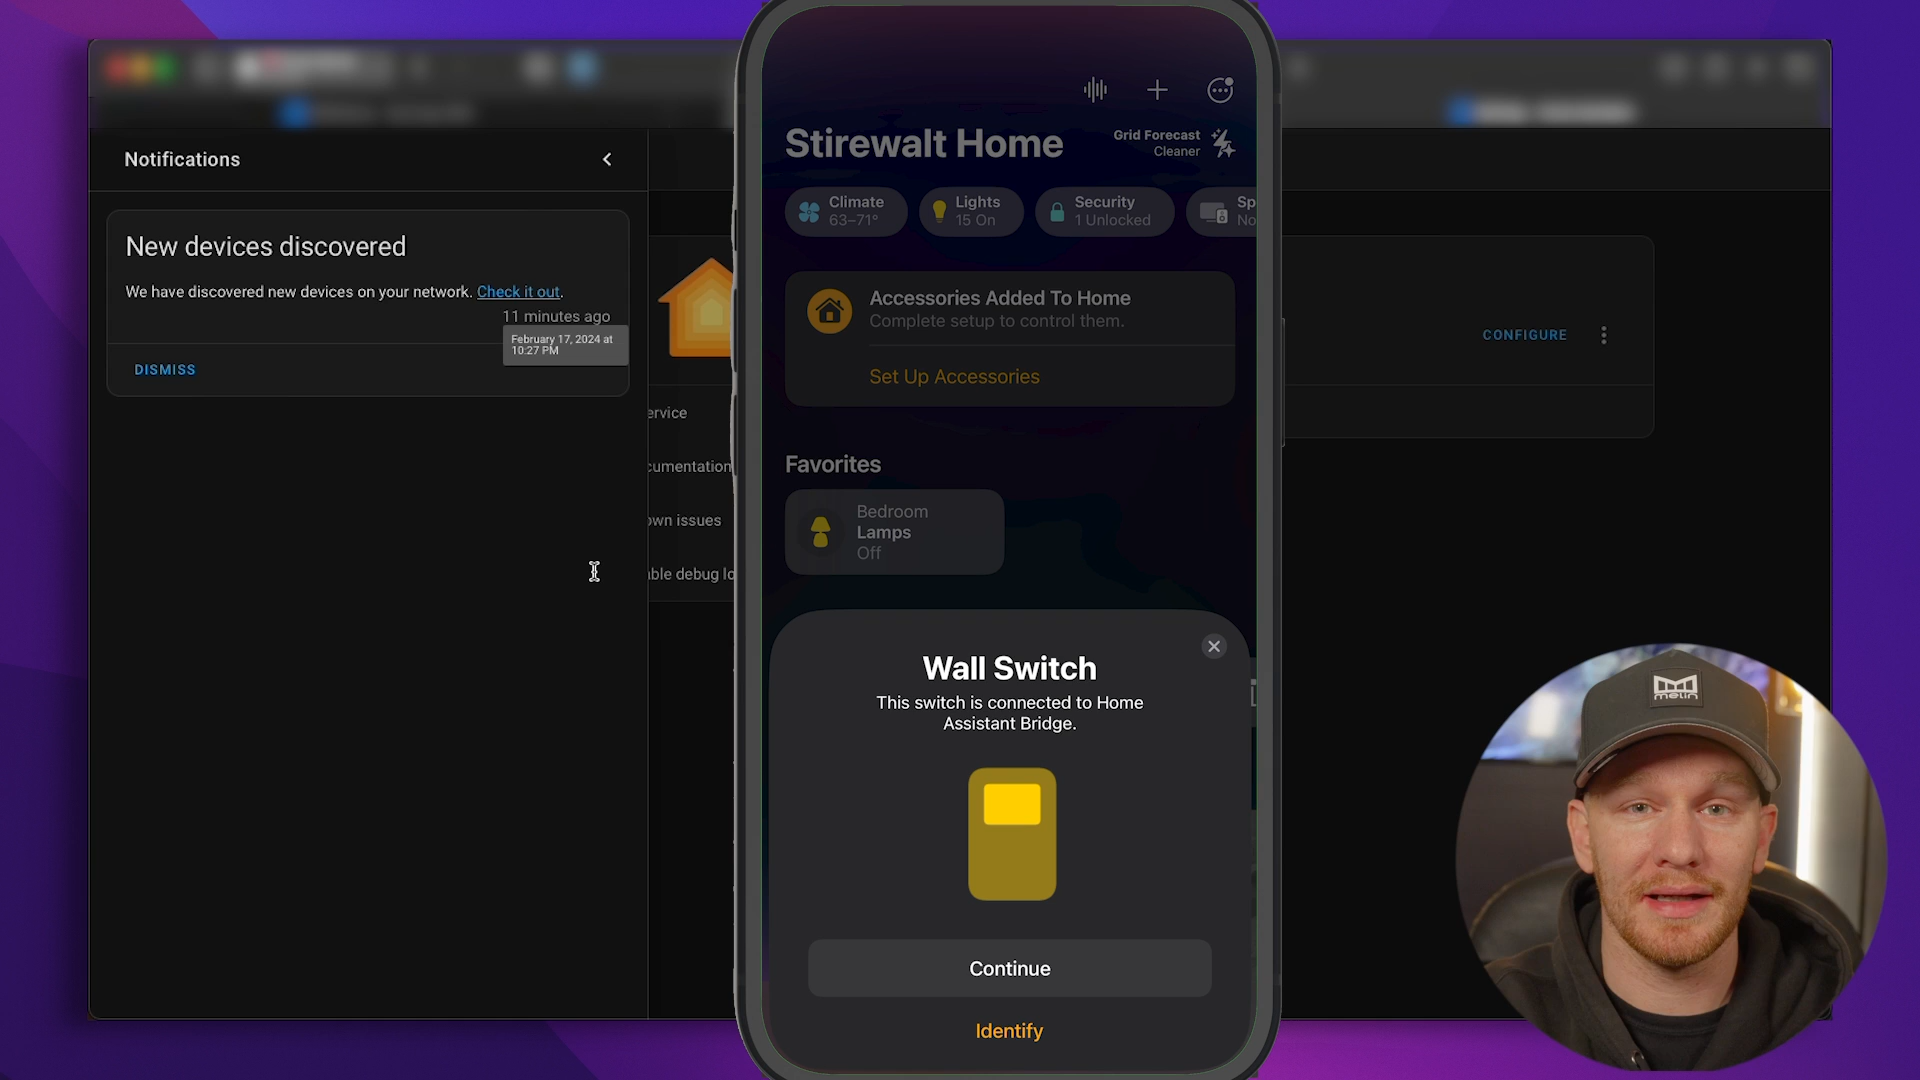 Notifications
New devices discovered
We have discovered new devices on your network. Check it out.
11 minutes ago
February 17, 2024 at
10:27 PM
DISMISS
ervice
cumentation
own issues
able debug lo
Stirewalt Home
Grid Forecast
Cleaner
Climate
63–71°
Lights
15 On
Security
1 Unlocked
Sp
No
Accessories Added To Home
Complete setup to control them.
Set Up Accessories
Favorites
Bedroom
Lamps
Off
Wall Switch
This switch is connected to Home
Assistant Bridge.
Continue
Identify
CONFIGURE
melin